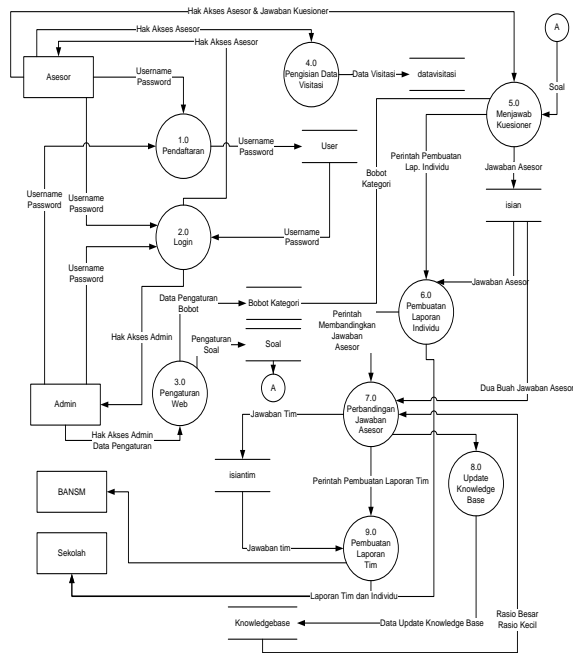 Hak Akses Asesor & Jawaban Kuesioner
Hak Akses Asesor
Hak Akses Asesor
A
Asesor
4.0
Pengisian Data
Visitasi
Data Visitasi
datavisitasi
Soal
5.0
Menjawab
Kuesioner
Username
Password
1.0
Pendaftaran
Username
Password
User
Bobot
Kategori
Perintah Pembuatan
Lap. Individu
Jawaban Asesor
isian
Username
Password
Username
Password
2.0
Login
Username
Password
Username
Password
Jawaban Asesor
6.0
Pembuatan
Laporan
Individu
Data Pengaturan
Bobot
Bobot Kategori
Hak Akses Admin
Pengaturan
Soal
Soal
Perintah
Membandingkan
Jawaban
Asesor
A
Admin
3.0
Pengaturan
Web
Dua Buah Jawaban Asesor
7.0
Perbandingan
Jawaban
Asesor
Jawaban Tim
Hak Akses Admin
Data Pengaturan
isiantim
Perintah Pembuatan Laporan Tim
8.0
Update
Knowledge
Base
BANSM
9.0
Pembuatan
Laporan
Tim
Jawaban tim
Sekolah
Laporan Tim dan Individu
Knowledgebase
Data Update Knowledge Base
Rasio Besar
Rasio Kecil